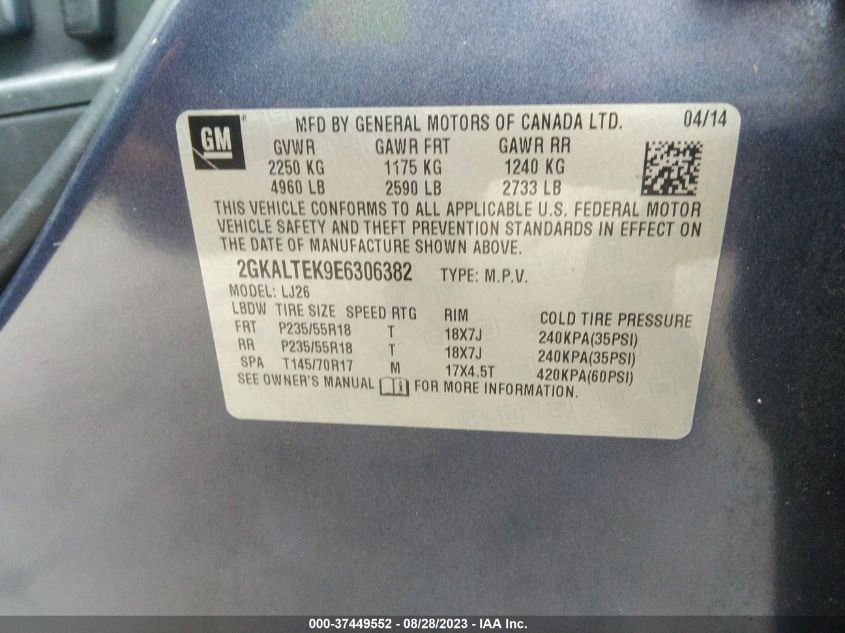 GM
MFD BY GENERAL MOTORS OF CANADA LTD. 04/14
GVWR GAWR FRT GAWR RR
2250 KG 1175 KG 1240 KG
4960 LB 2590 LB 2733 LB
THIS VEHICLE CONFORMS TO ALL APPLICABLE U.S. FEDERAL MOTOR
VEHICLE SAFETY AND THEFT PREVENTION STANDARDS IN EFFECT ON
THE DATE OF MANUFACTURE SHOWN ABOVE.
2GKALTEK9E6306382 TYPE: M.P.V.
MODEL: LJ26
LBDW TIRE SIZE SPEED RTG RIM COLD TIRE PRESSURE
FRT P235/55R18 T 18X7J 240KPA(35PSI)
RR P235/55R18 T 18X7J 240KPA(35PSI)
SPA T145/70R17 M 17X4.5T 420KPA(60PSI)
SEE OWNER'S MANUAL FOR MORE INFORMATION.
000-37449552 - 08/28/2023 - IAA Inc.